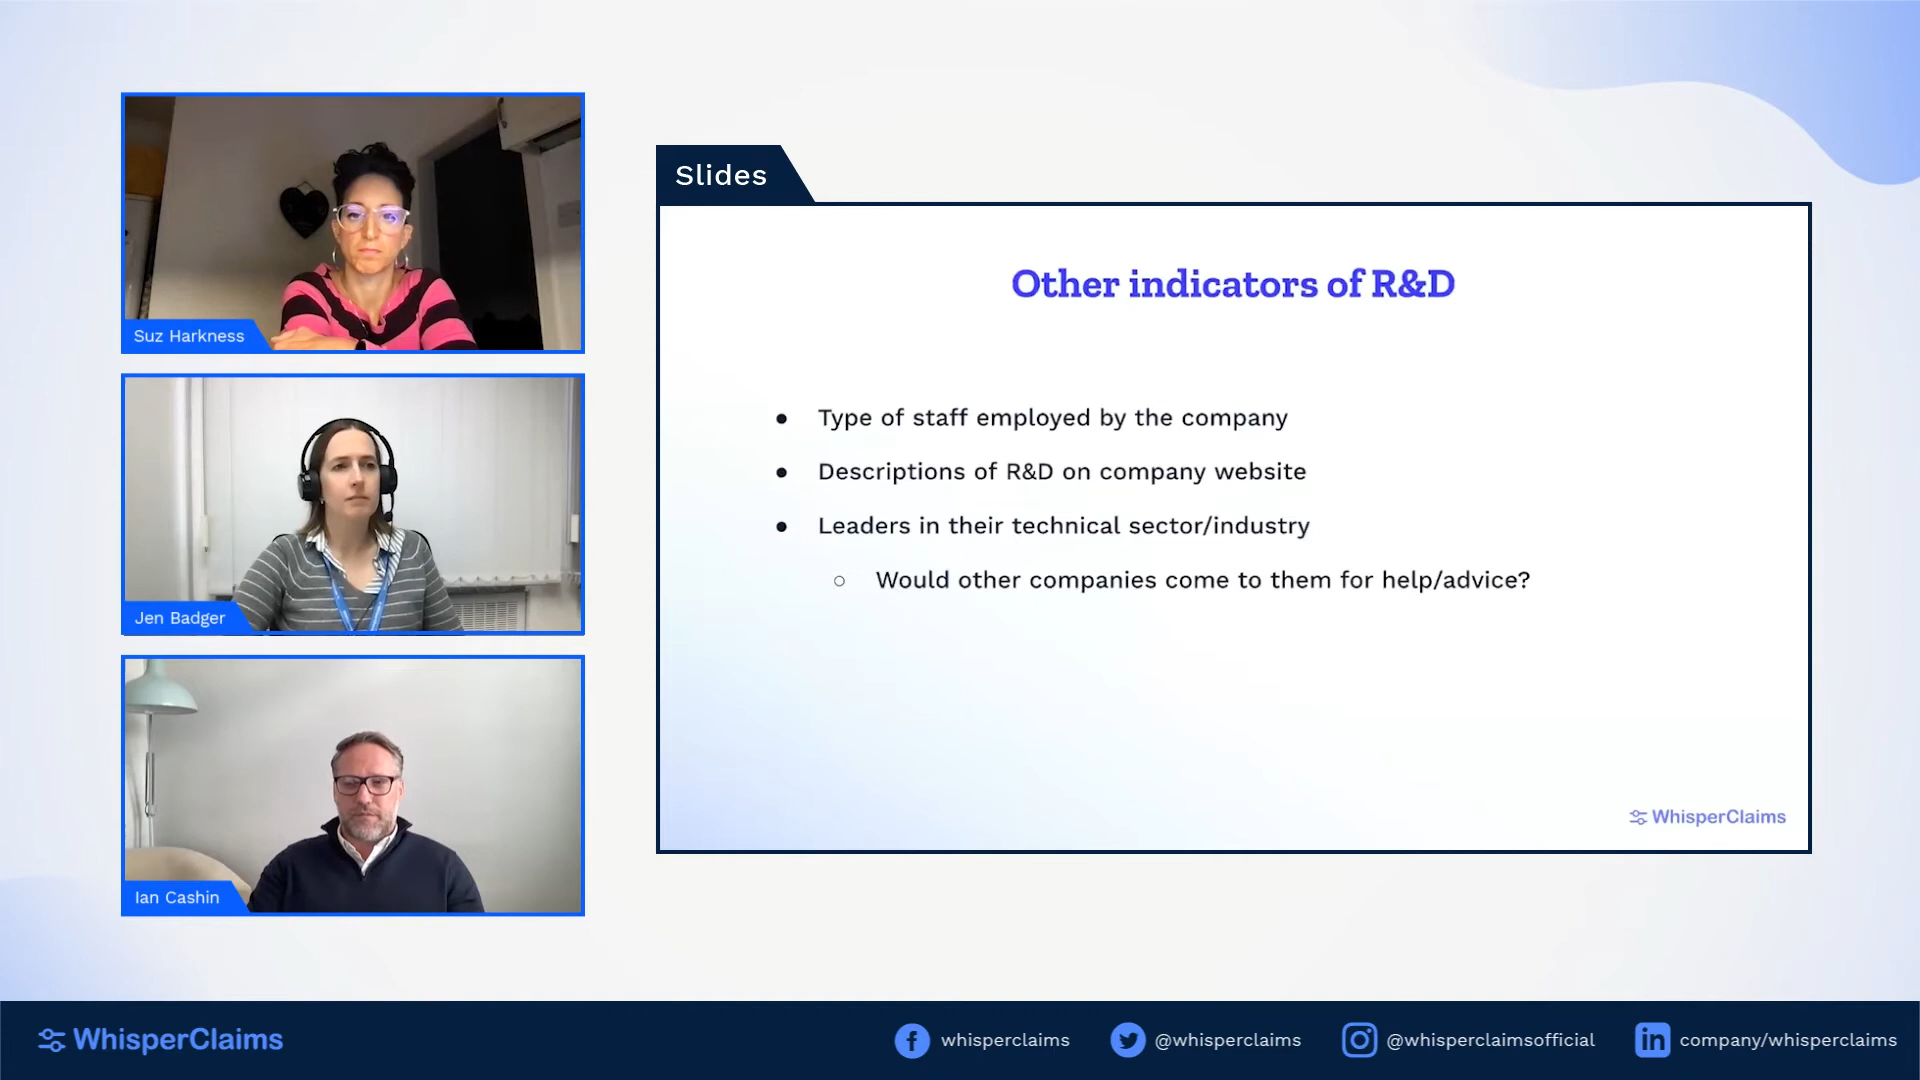 Suz Harkness
Jen Badger
Ian Cashin
Slides
Other indicators of R&D
● Type of staff employed by the company
● Descriptions of R&D on company website
● Leaders in their technical sector/industry
○ Would other companies come to them for help/advice?
WhisperClaims
WhisperClaims
whisperclaims
@whisperclaims
@whisperclaimsofficial
company/whisperclaims